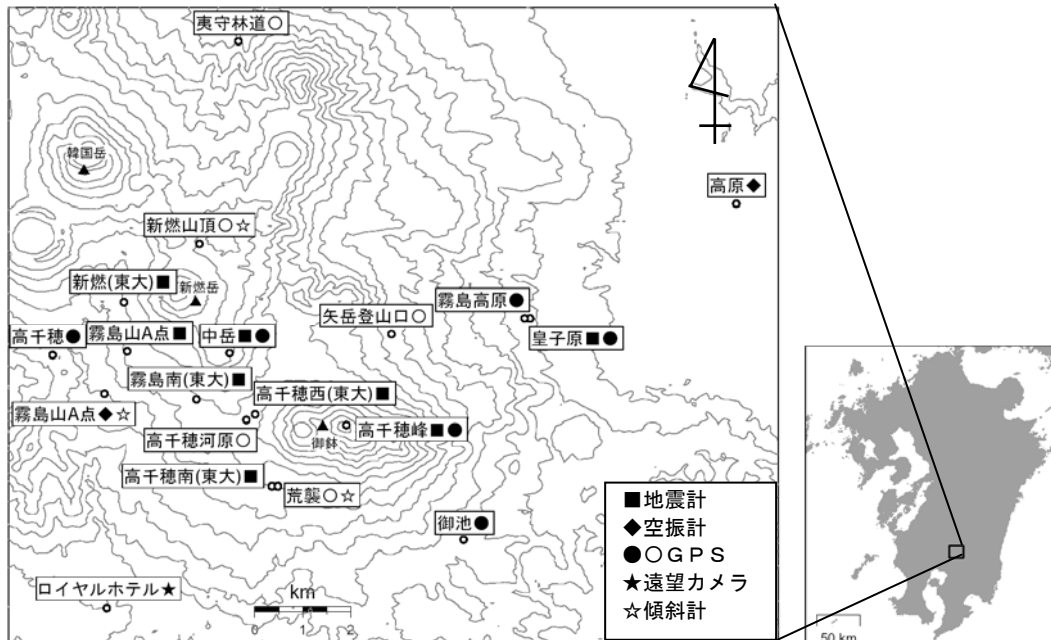 夷守林道○
韓国岳
▲
高原◆
新燃山頂○☆
新燃(東大)■
新燃岳
▲
霧島高原●
矢岳登山口○
皇子原■●
高千穂●
霧島山A点■
中岳■●
霧島南(東大)■
高千穂西(東大)■
霧島山A点◆☆
高千穂河原○
▲
御鉢
高千穂峰■●
高千穂南(東大)■
荒襲○☆
御池●
ロイヤルホテル★
km
0 1 2
■地震計
◆空振計
●○GPS
★遠望カメラ
☆傾斜計
50 km